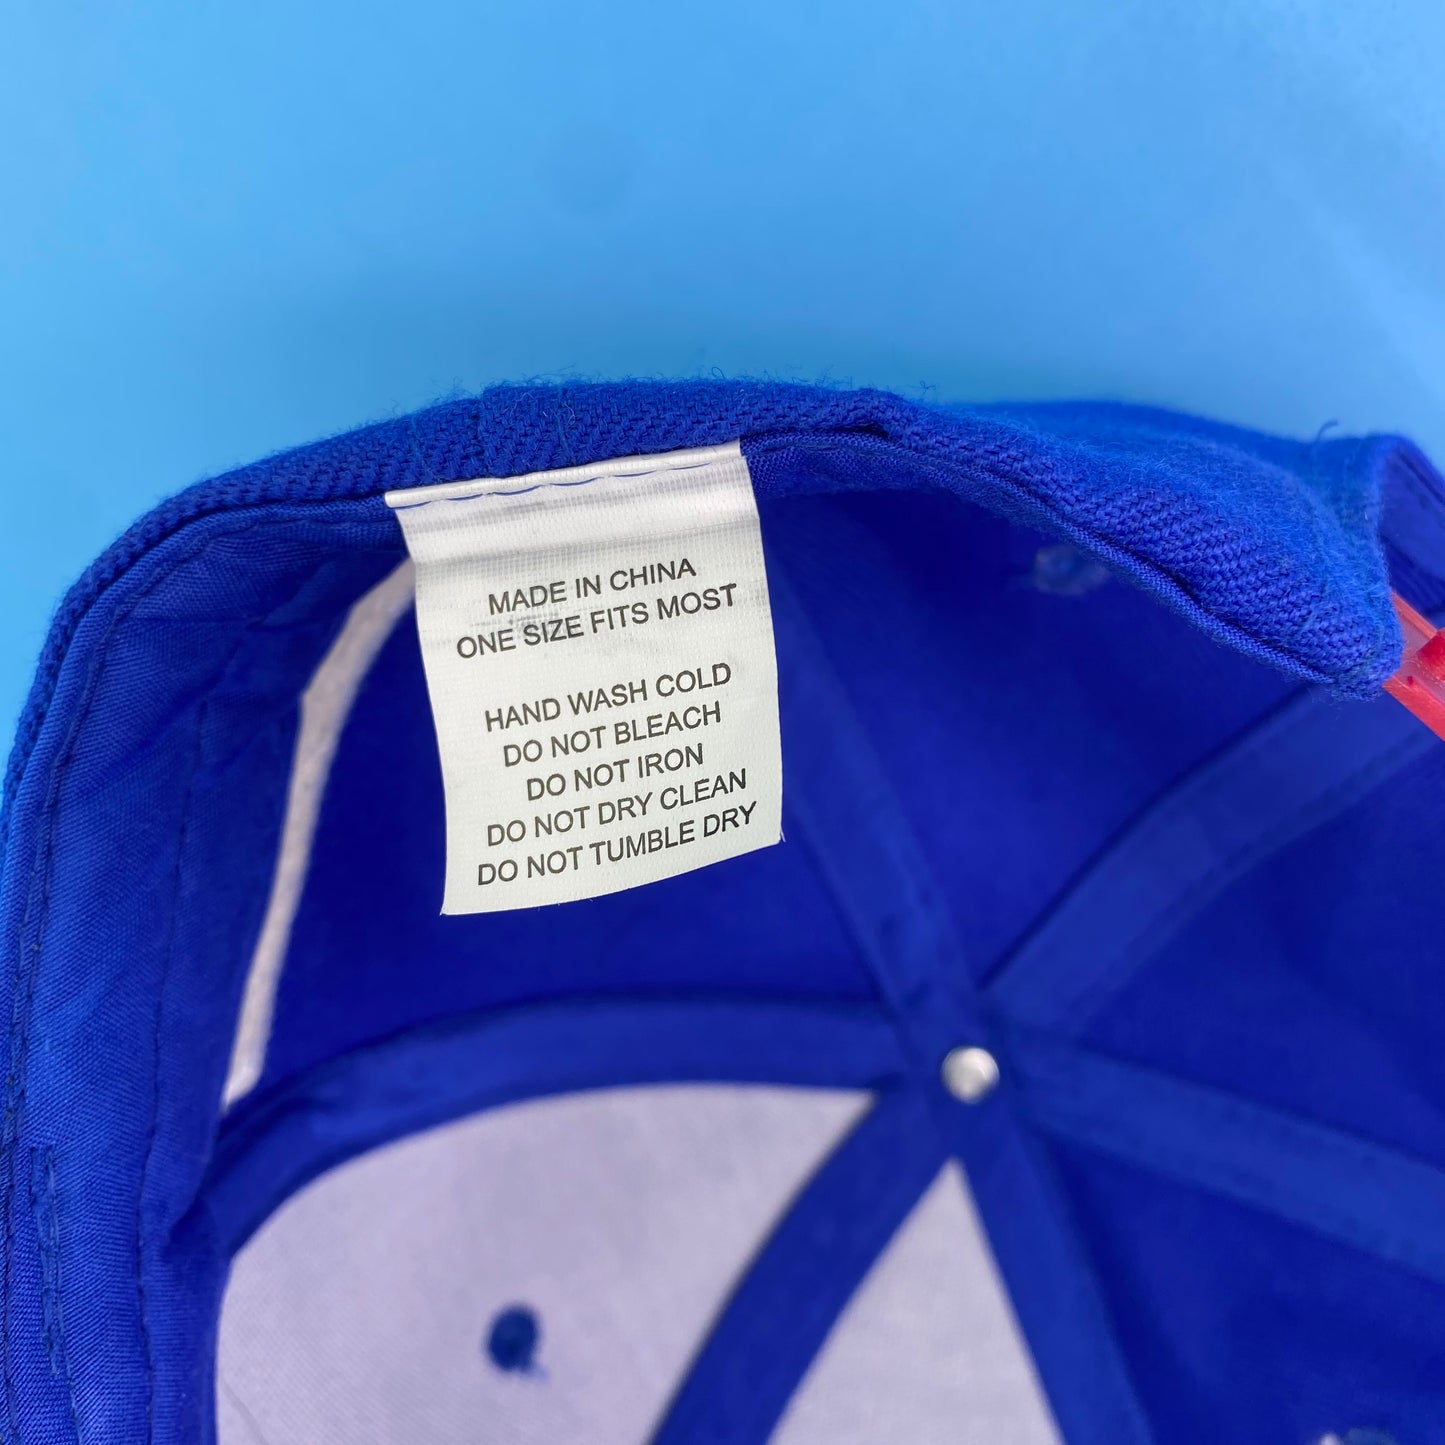 MADE IN CHINA
ONE SIZE FITS MOST
HAND WASH COLD
DO NOT BLEACH
DO NOT IRON
DO NOT DRY CLEAN
DO NOT TUMBLE DRY